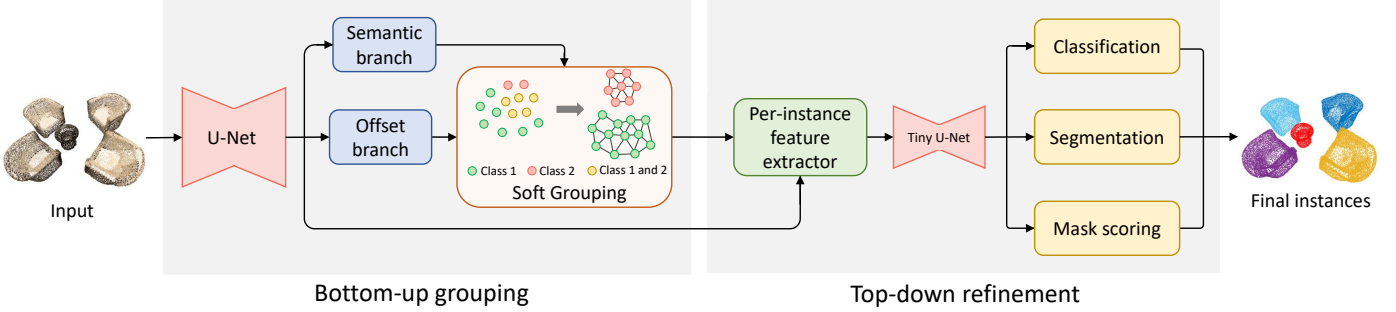 Input
U-Net
Semantic
branch
Offset
branch
Class 1
Class 2
Class 1 and 2
Soft Grouping
Bottom-up grouping
Per-instance
feature
extractor
Tiny U-Net
Classification
Segmentation
Mask scoring
Top-down refinement
Final instances